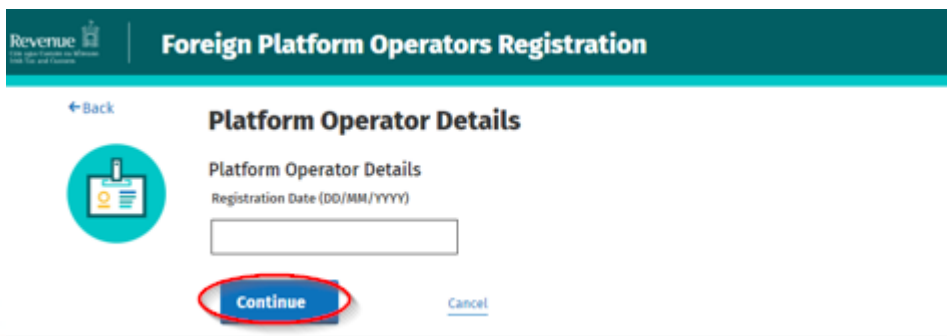 Revenue
Foreign Platform Operators Registration
←Back
Platform Operator Details
Platform Operator Details
Registration Date (DD/MM/YYYY)
Continue
Cancel